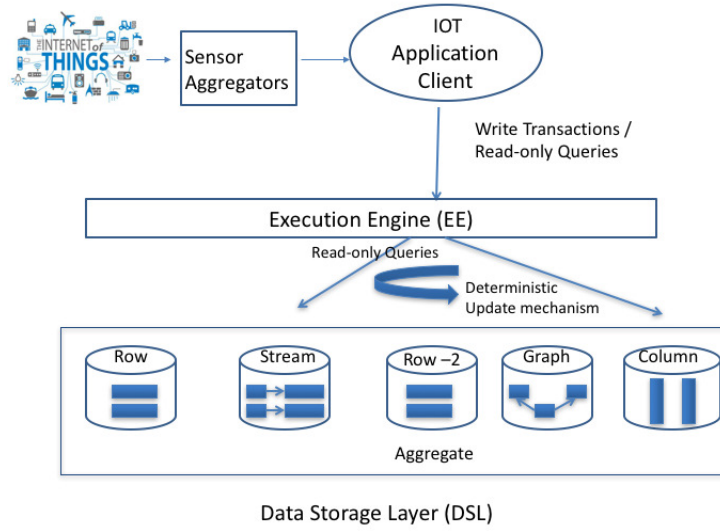 THE INTERNET of
THINGS
Sensor
Aggregators
IOT
Application
Client
Write Transactions /
Read-only Queries
Execution Engine (EE)
Read-only Queries
Deterministic
Update mechanism
Row
Stream
Row –2
Graph
Column
Aggregate
Data Storage Layer (DSL)